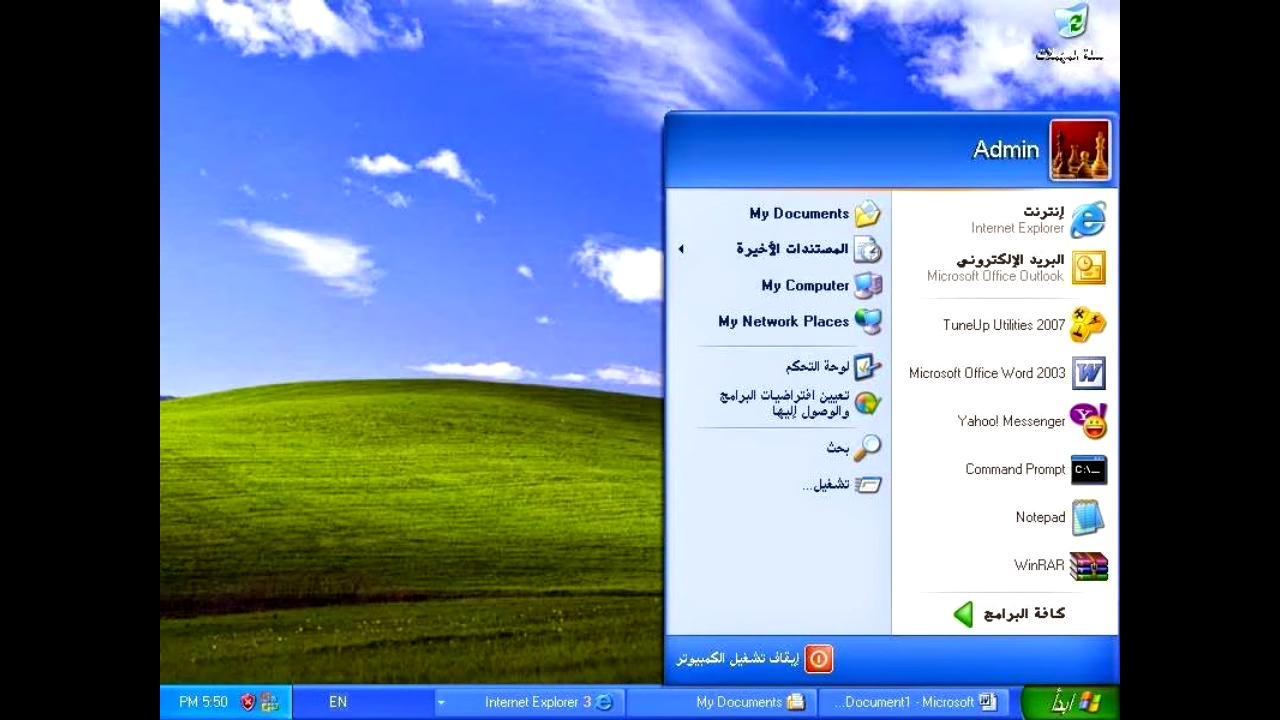 سلة المهملات
Admin
إنترنت
Internet Explorer
البريد الإلكتروني
Microsoft Office Outlook
TuneUp Utilities 2007
Microsoft Office Word 2003
Yahoo! Messenger
Command Prompt
C:\_
Notepad
WinRAR
كافة البرامج
My Documents
المستندات الأخيرة
My Computer
My Network Places
لوحة التحكم
تعيين افتراضيات البرامج
والوصول إليها
بحث
تشغيل...
إيقاف تشغيل الكمبيوتر
ابدأ
Document1 - Microsoft...
My Documents
3 Internet Explorer
EN
5:50 PM